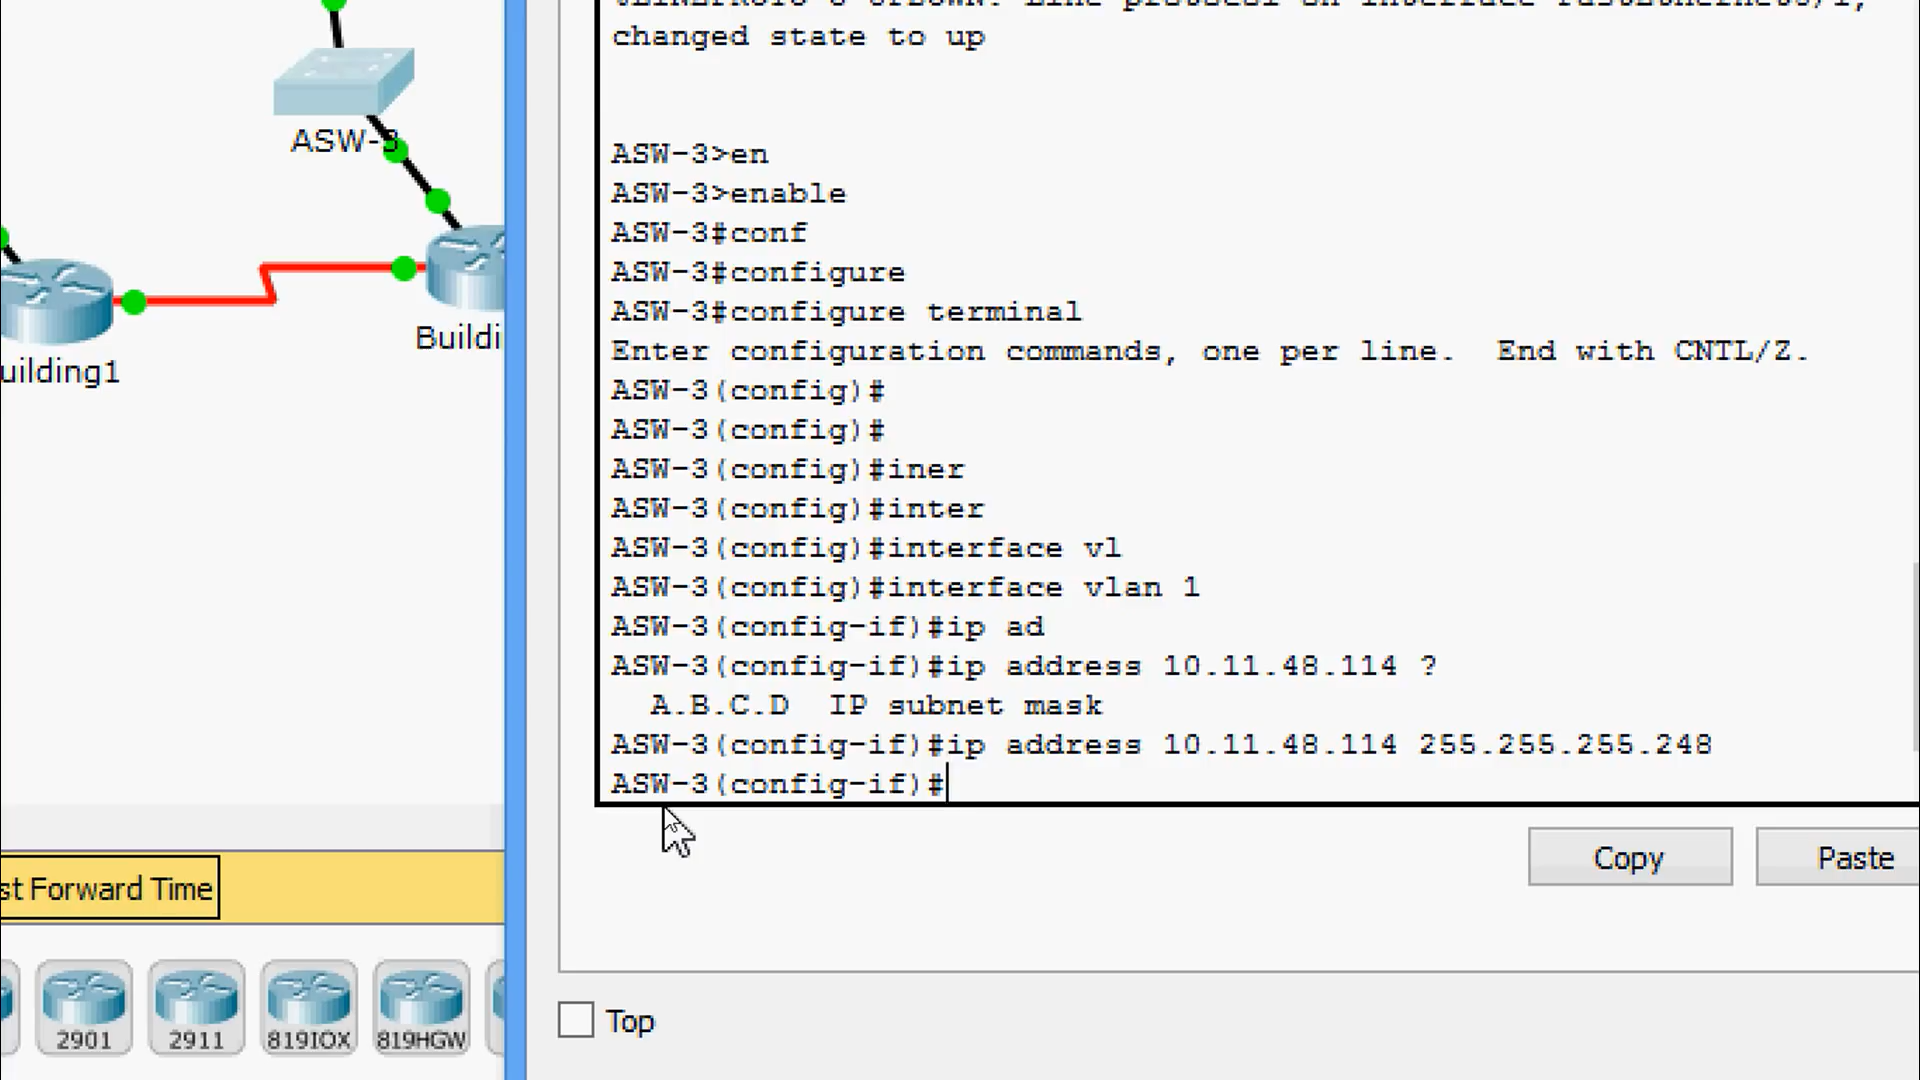 changed state to up
ASW-3>en
ASW-3>enable
ASW-3#conf
ASW-3#configure
ASW-3#configure terminal
Enter configuration commands, one per line.  End with CNTL/Z.
ASW-3(config)#
ASW-3(config)#
ASW-3(config)#iner
ASW-3(config)#inter
ASW-3(config)#interface vl
ASW-3(config)#interface vlan 1
ASW-3(config-if)#ip ad
ASW-3(config-if)#ip address 10.11.48.114 ?
A.B.C.D  IP subnet mask
ASW-3(config-if)#ip address 10.11.48.114 255.255.255.248
ASW-3(config-if)#
Copy
Paste
Top
ASW-3
Buildi
uilding1
st Forward Time
2901
2911
819IOX
819HGW